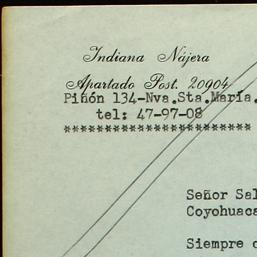 Indiana Nájera
Apartado Post. 20904
Piñón 134-Nva.Sta.María.
tel: 47-97-08
**************************
Señor Sal
Coyohuaca
Siempre